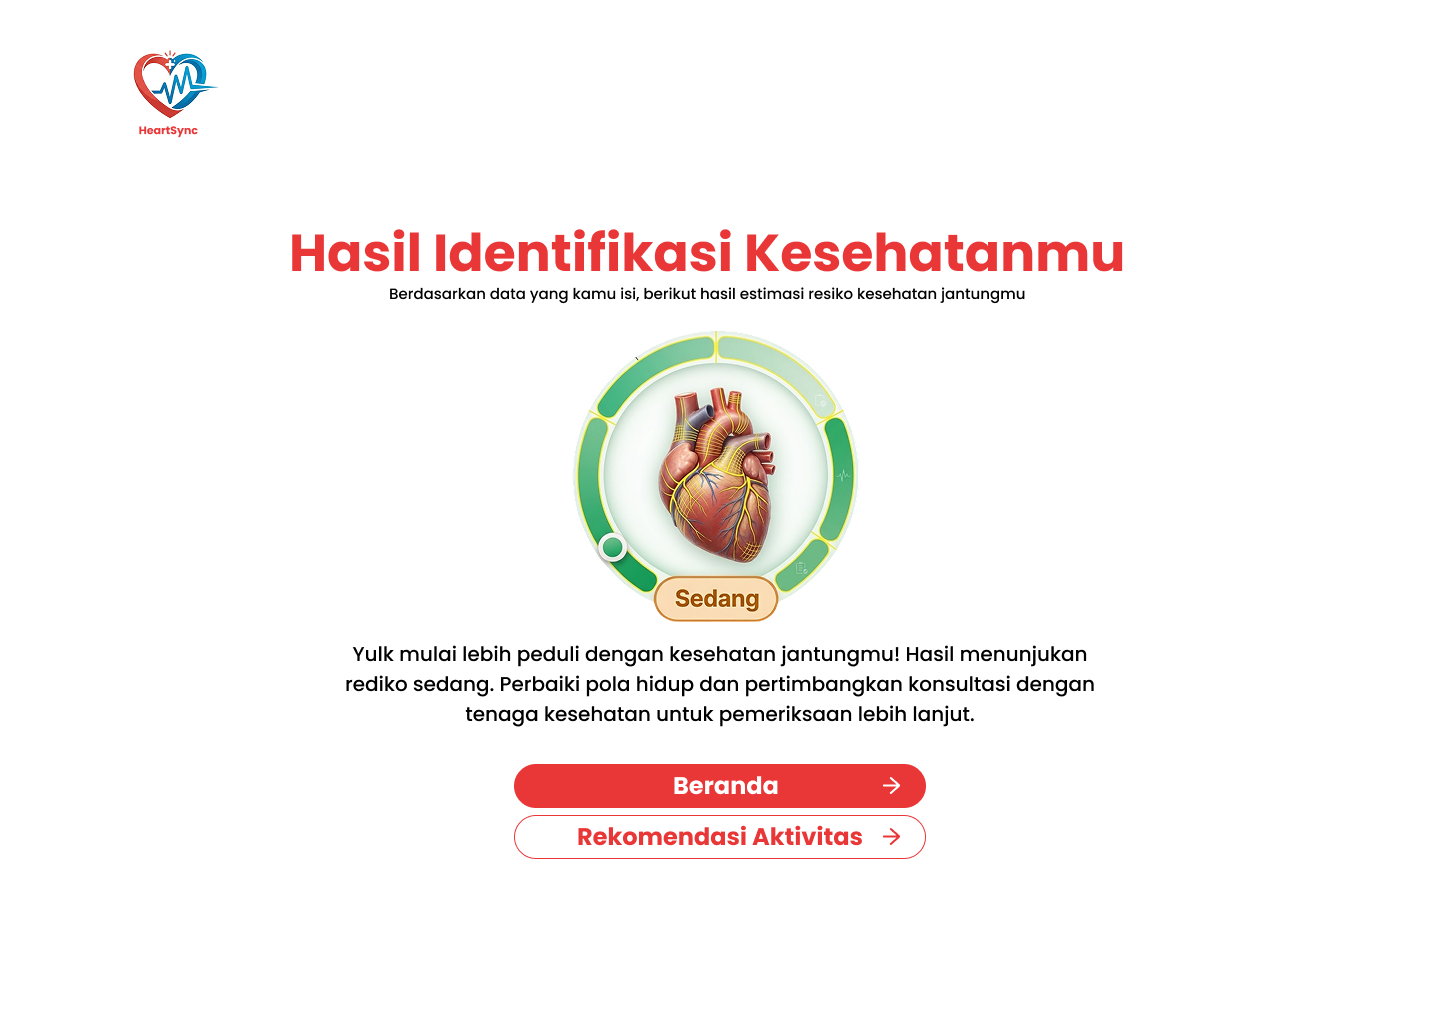 HeartSync
Hasil Identifikasi Kesehatanmu
Berdasarkan data yang kamu isi, berikut hasil estimasi resiko kesehatan jantungmu
Sedang
Yulk mulai lebih peduli dengan kesehatan jantungmu! Hasil menunjukan
rediko sedang. Perbaiki pola hidup dan pertimbangkan konsultasi dengan
tenaga kesehatan untuk pemeriksaan lebih lanjut.
Beranda
Rekomendasi Aktivitas